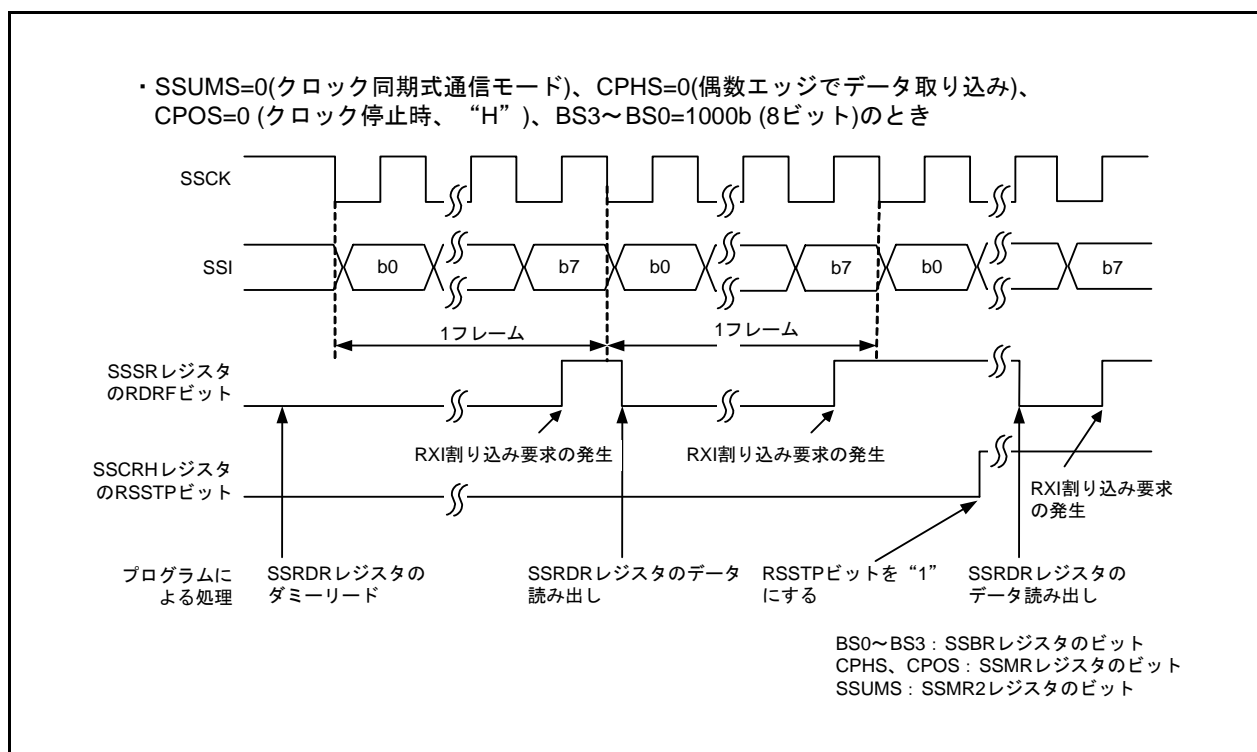 ・SSUMS=0(クロック同期式通信モード)、CPHS=0(偶数エッジでデータ取り込み)、
CPOS=0 (クロック停止時、“H”)、BS3～BS0=1000b (8ビット)のとき
SSCK
SSI
b0
b7
b0
b7
b0
b7
1フレーム
1フレーム
SSSRレジスタ
のRDRFビット
RXI割り込み要求の発生
RXI割り込み要求の発生
SSCRHレジスタ
のRSSTPビット
RXI割り込み要求
の発生
プログラムに
よる処理
SSRDRレジスタの
ダミーリード
SSRDRレジスタのデータ
読み出し
RSSTPビットを“1”
にする
SSRDRレジスタの
データ読み出し
BS0～BS3：SSBRレジスタのビット
CPHS、CPOS：SSMRレジスタのビット
SSUMS：SSMR2レジスタのビット